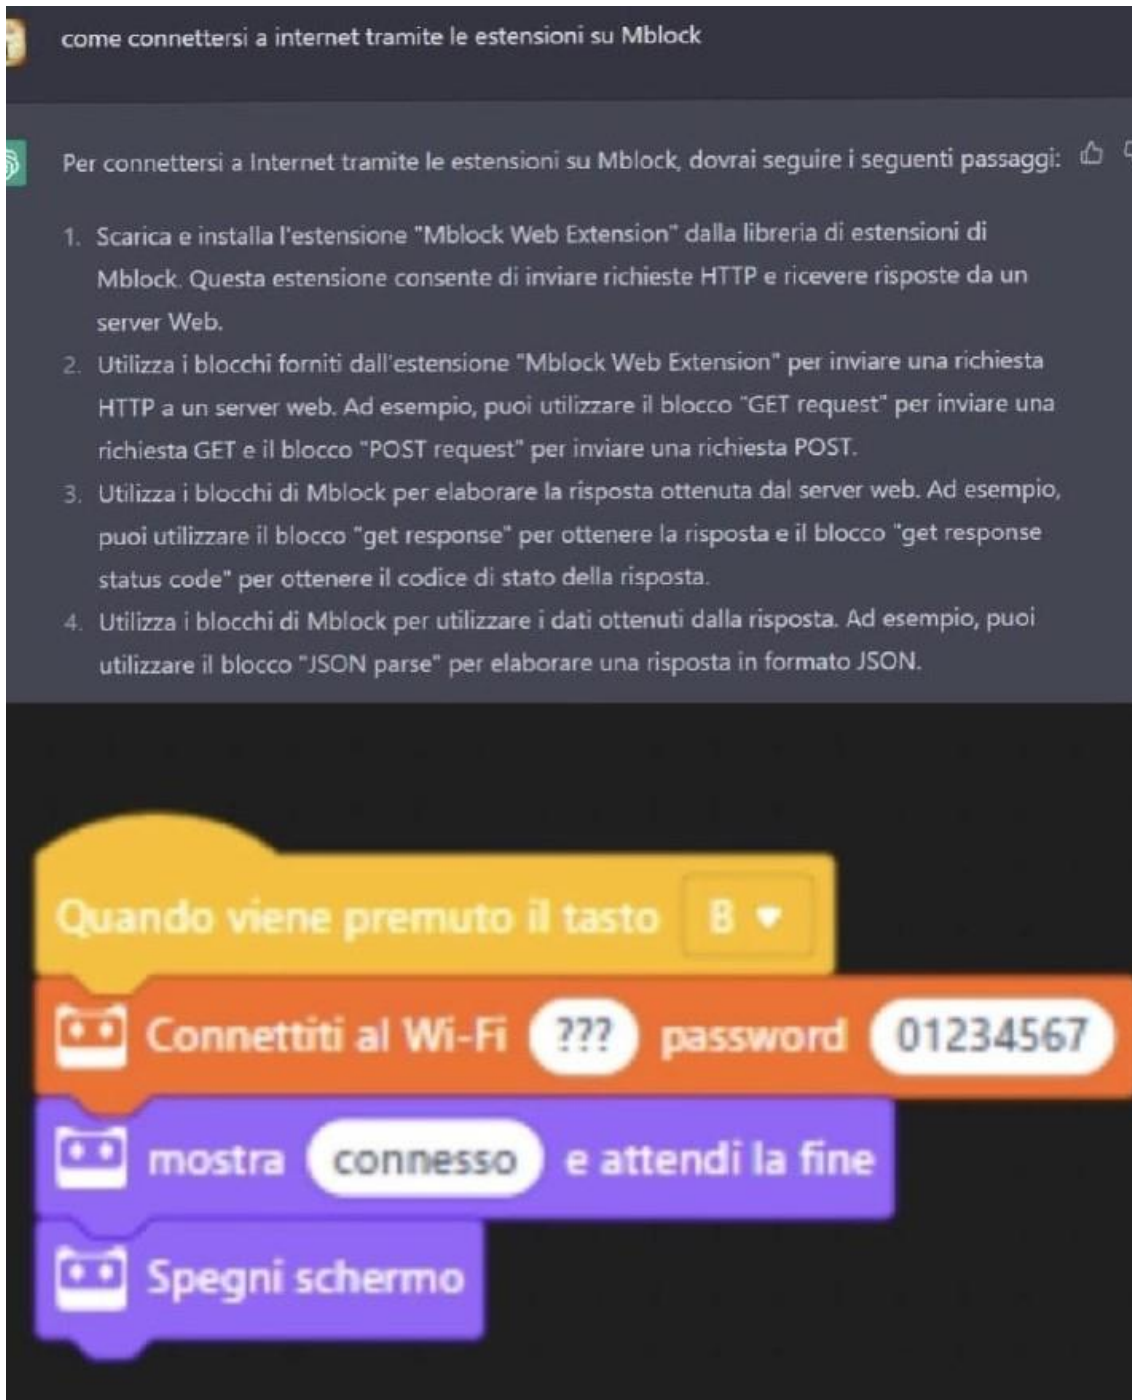 come connettersi a internet tramite le estensioni su Mblock
Per connettersi a Internet tramite le estensioni su Mblock, dovrai seguire i seguenti passaggi:
1. Scarica e installa l'estensione "Mblock Web Extension" dalla libreria di estensioni di
Mblock. Questa estensione consente di inviare richieste HTTP e ricevere risposte da un
server Web.
2. Utilizza i blocchi forniti dall'estensione "Mblock Web Extension" per inviare una richiesta
HTTP a un server web. Ad esempio, puoi utilizzare il blocco "GET request" per inviare una
richiesta GET e il blocco "POST request" per inviare una richiesta POST.
3. Utilizza i blocchi di Mblock per elaborare la risposta ottenuta dal server web. Ad esempio,
puoi utilizzare il blocco "get response" per ottenere la risposta e il blocco "get response
status code" per ottenere il codice di stato della risposta.
4. Utilizza i blocchi di Mblock per utilizzare i dati ottenuti dalla risposta. Ad esempio, puoi
utilizzare il blocco "JSON parse" per elaborare una risposta in formato JSON.
Quando viene premuto il tasto B
Connettiti al Wi-Fi ??? password 01234567
mostra connesso e attendi la fine
Spegni schermo